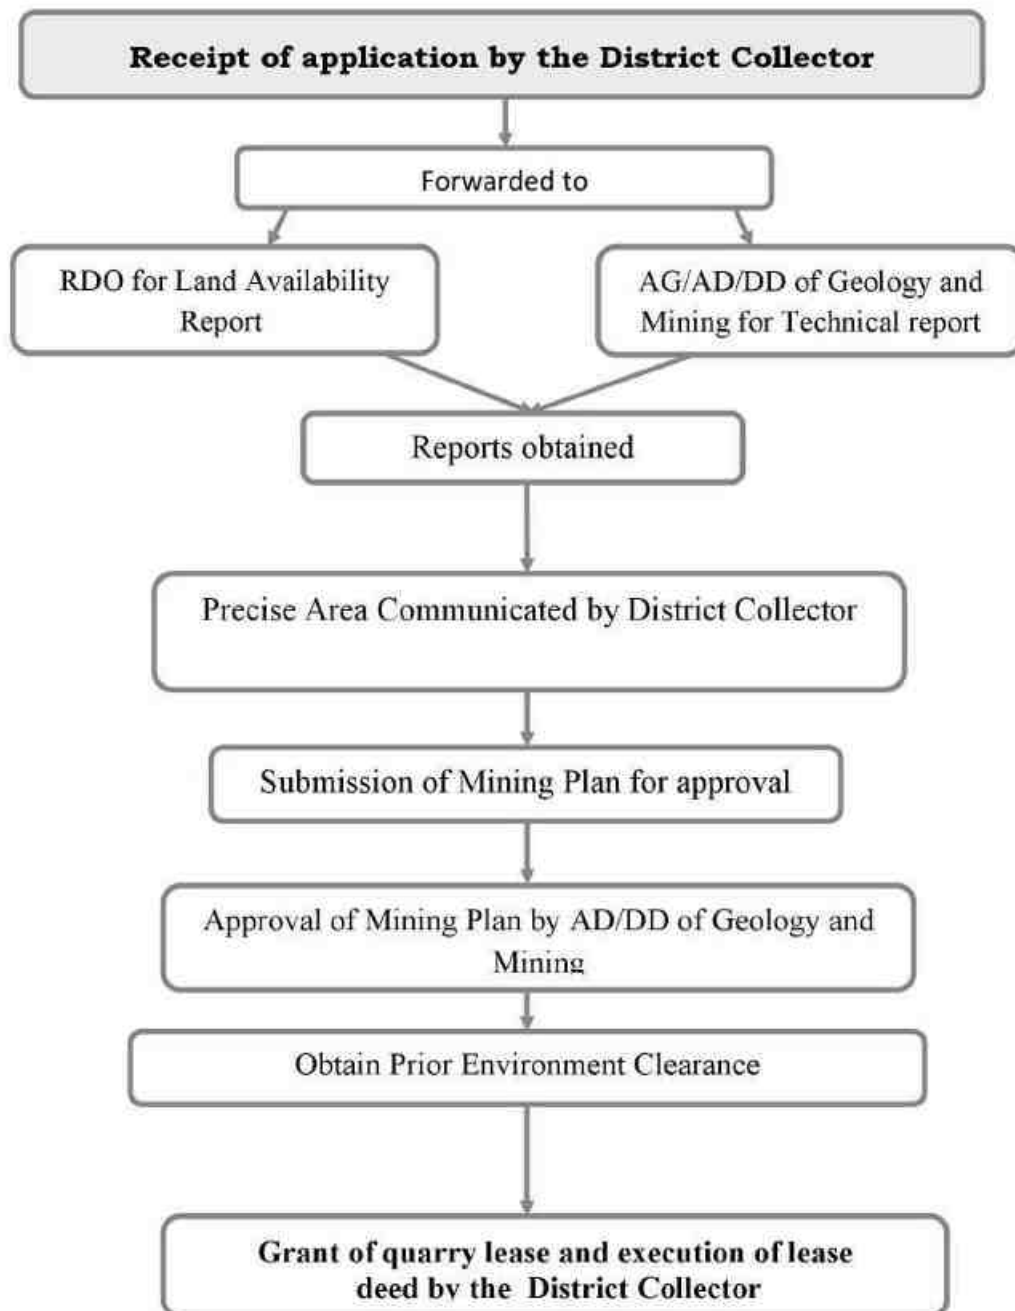 Receipt of application by the District Collector
Forwarded to
RDO for Land Availability
Report
AG/AD/DD of Geology and
Mining for Technical report
Reports obtained
Precise Area Communicated by District Collector
Submission of Mining Plan for approval
Approval of Mining Plan by AD/DD of Geology and
Mining
Obtain Prior Environment Clearance
Grant of quarry lease and execution of lease
deed by the District Collector